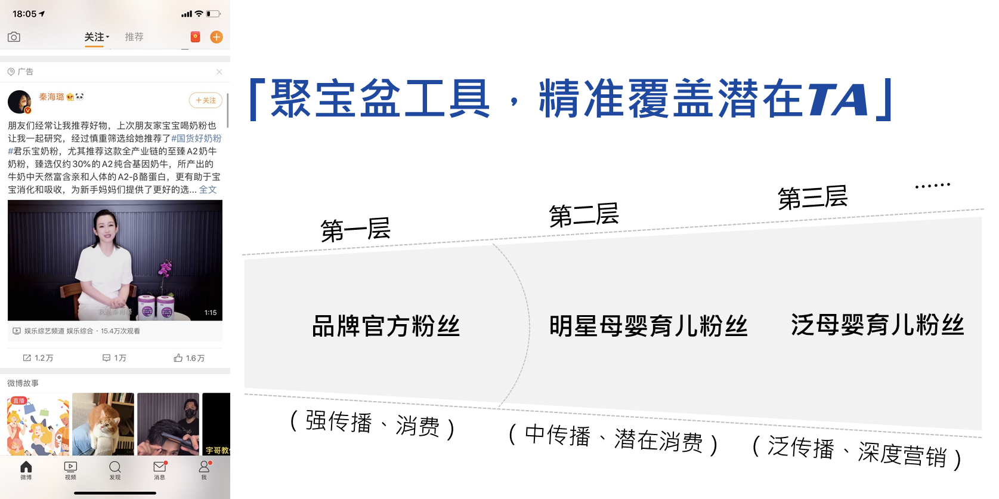 18:05
关注 推荐
广告
秦海璐
+关注
朋友们经常让我推荐好物，上次朋友家宝宝喝奶粉也
让我一起研究，经过慎重筛选给她推荐了#国货好奶粉
#君乐宝奶粉，尤其推荐这款全产业链的至臻A2奶牛
奶粉，臻选仅约30%的A2纯合基因奶牛，所产出的
牛奶中天然富含亲和人体的A2-β酪蛋白，更有助于宝
宝消化和吸收，为新手妈妈们提供了更好的选... 全文
我是秦海璐
1:15
娱乐综艺频道 娱乐综合 · 15.4万次观看
1.2万 1万 1.6万
微博故事
直播
宇哥教
微博 视频 发现 消息 我
「聚宝盆工具，精准覆盖潜在TA」
第一层 第二层 第三层 ······
品牌官方粉丝 明星母婴育儿粉丝 泛母婴育儿粉丝
（强传播、消费） （中传播、潜在消费） （泛传播、深度营销）